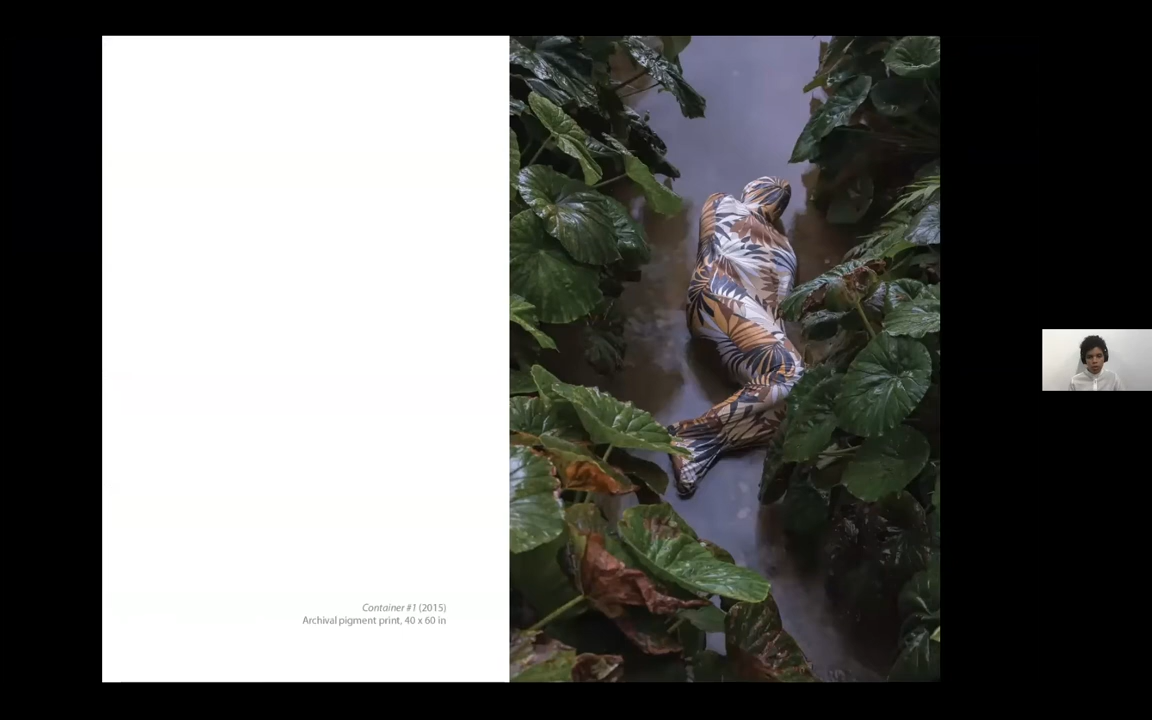 Container #1 (2015)
Archival pigment print, 40 x 60 in